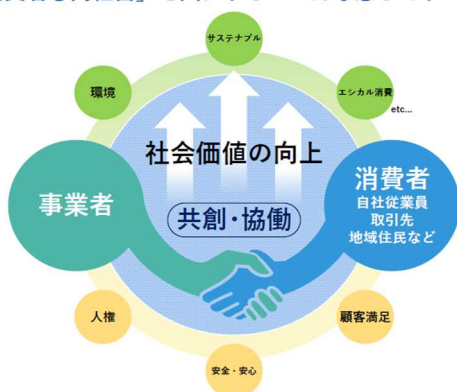 サステナブル
環境
エシカル消費
etc...
社会価値の向上
事業者
消費者
自社従業員
取引先
地域住民など
共創・協働
人権
顧客満足
安全・安心